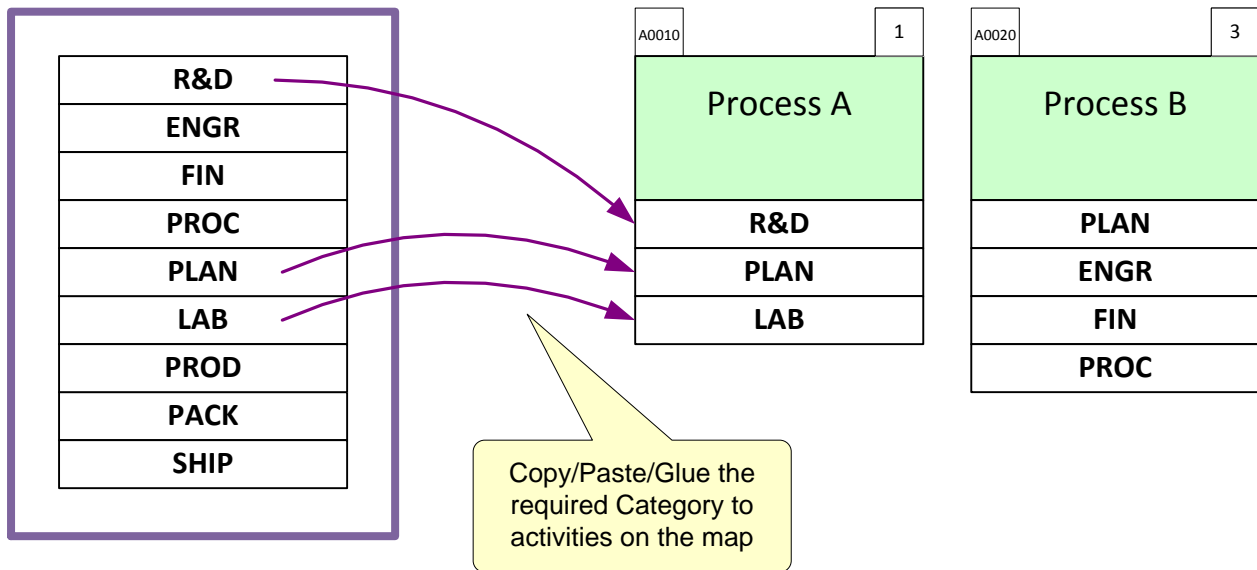 R&D
ENGR
FIN
PROC
PLAN
LAB
PROD
PACK
SHIP
A0010
1
Process A
R&D
PLAN
LAB
A0020
3
Process B
PLAN
ENGR
FIN
PROC
Copy/Paste/Glue the
required Category to
activities on the map